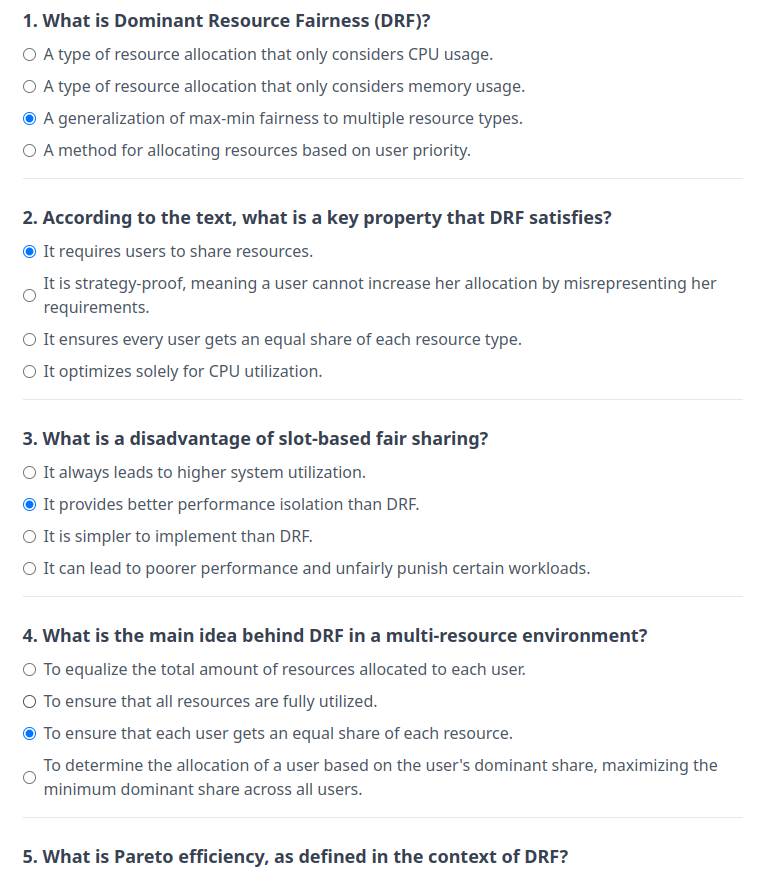 1. What is Dominant Resource Fairness (DRF)?
A type of resource allocation that only considers CPU usage.
A type of resource allocation that only considers memory usage.
A generalization of max-min fairness to multiple resource types.
A method for allocating resources based on user priority.
2. According to the text, what is a key property that DRF satisfies?
It requires users to share resources.
It is strategy-proof, meaning a user cannot increase her allocation by misrepresenting her
requirements.
It ensures every user gets an equal share of each resource type.
It optimizes solely for CPU utilization.
3. What is a disadvantage of slot-based fair sharing?
It always leads to higher system utilization.
It provides better performance isolation than DRF.
It is simpler to implement than DRF.
It can lead to poorer performance and unfairly punish certain workloads.
4. What is the main idea behind DRF in a multi-resource environment?
To equalize the total amount of resources allocated to each user.
To ensure that all resources are fully utilized.
To ensure that each user gets an equal share of each resource.
To determine the allocation of a user based on the user's dominant share, maximizing the
minimum dominant share across all users.
5. What is Pareto efficiency, as defined in the context of DRF?